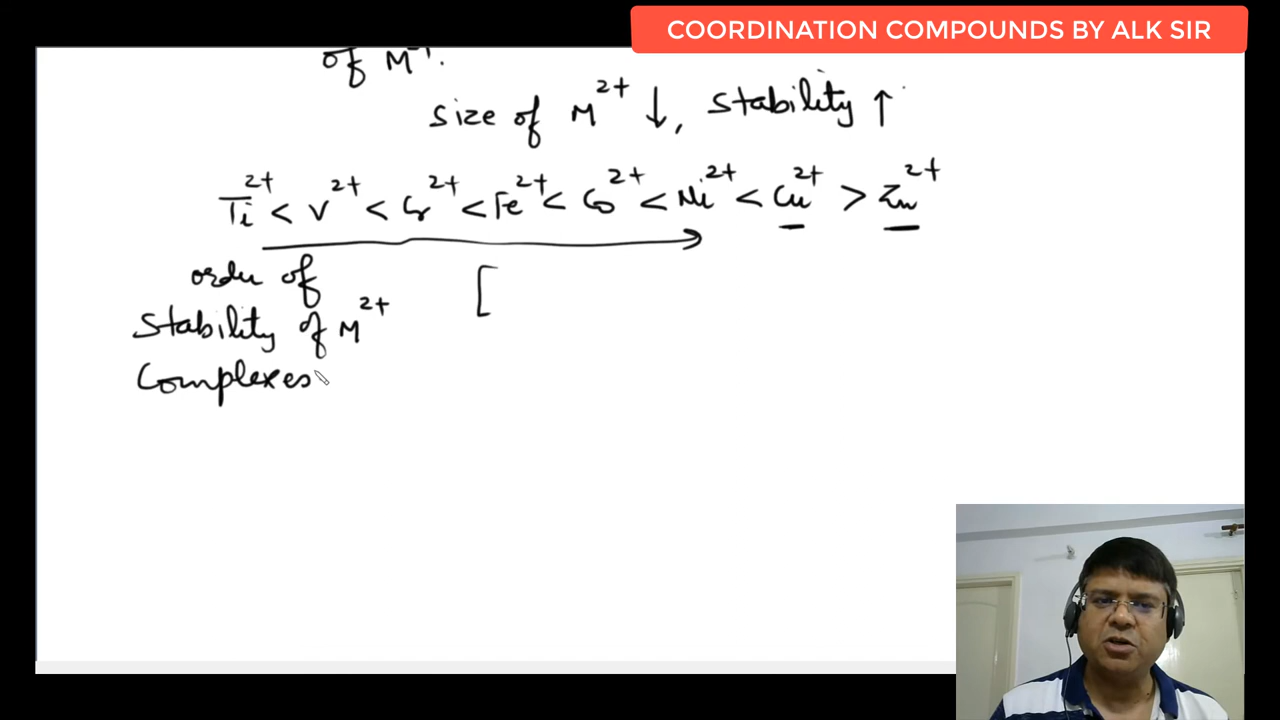 COORDINATION COMPOUNDS BY ALK SIR
of M
size of M²⁺ ↓, stability ↑
Ti²⁺ < V²⁺ < Cr²⁺ < Fe²⁺ < Co²⁺ < Ni²⁺ < Cu²⁺ > Zn²⁺
order of [
Stability of M²⁺
Complexes